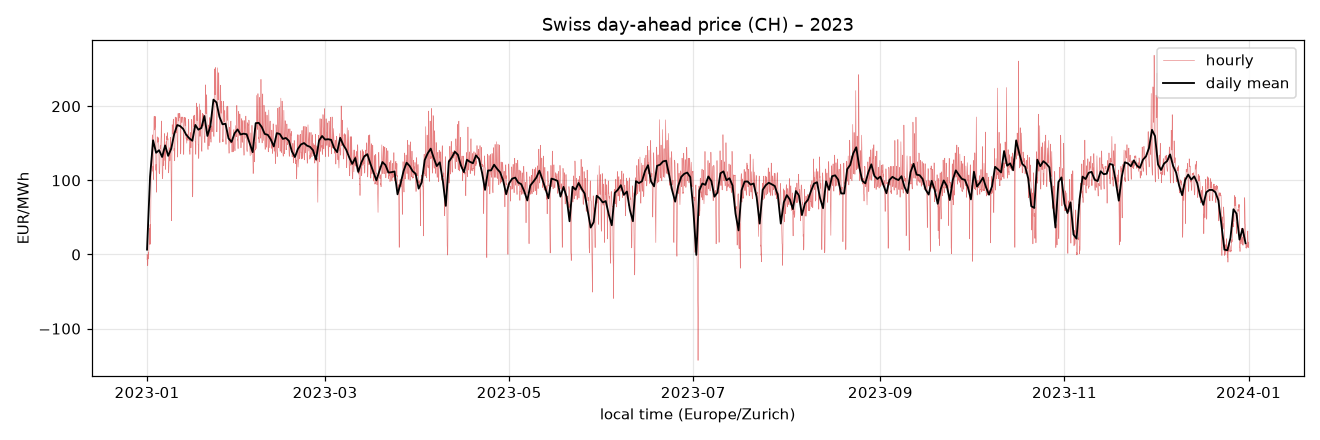 Swiss day-ahead price (CH) – 2023
hourly
daily mean
EUR/MWh
200
100
0
−100
2023-01
2023-03
2023-05
2023-07
2023-09
2023-11
2024-01
local time (Europe/Zurich)